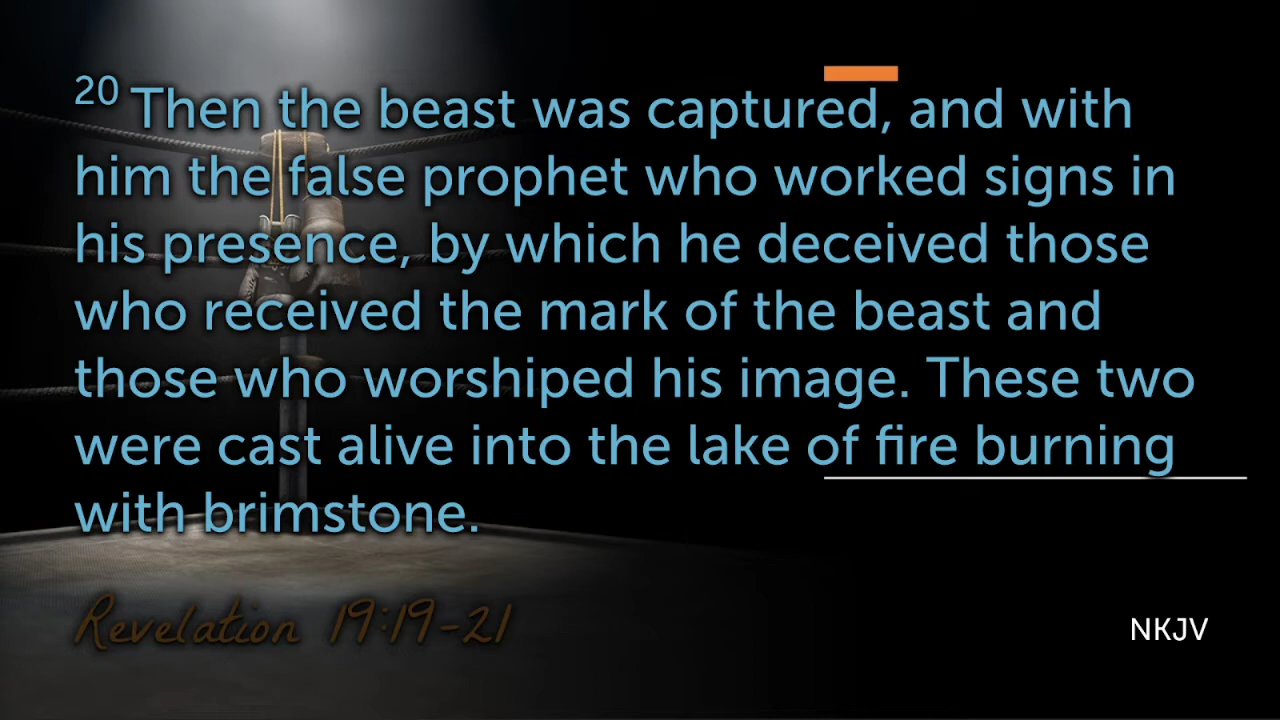 20 Then the beast was captured, and with
him the false prophet who worked signs in
his presence, by which he deceived those
who received the mark of the beast and
those who worshiped his image. These two
were cast alive into the lake of fire burning
with brimstone.
Revelation 19:19-21
NKJV